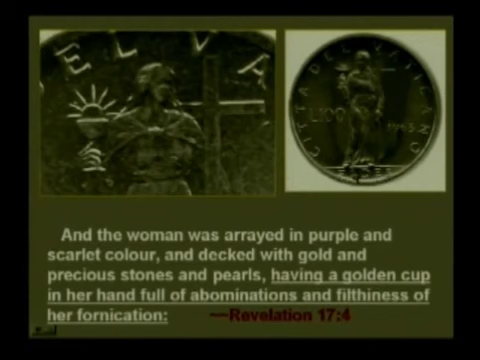 E L V A
CITTA DEL VATICANO
L.100
And the woman was arrayed in purple and
scarlet colour, and decked with gold and
precious stones and pearls, having a golden cup
in her hand full of abominations and filthiness of
her fornication: —Revelation 17:4